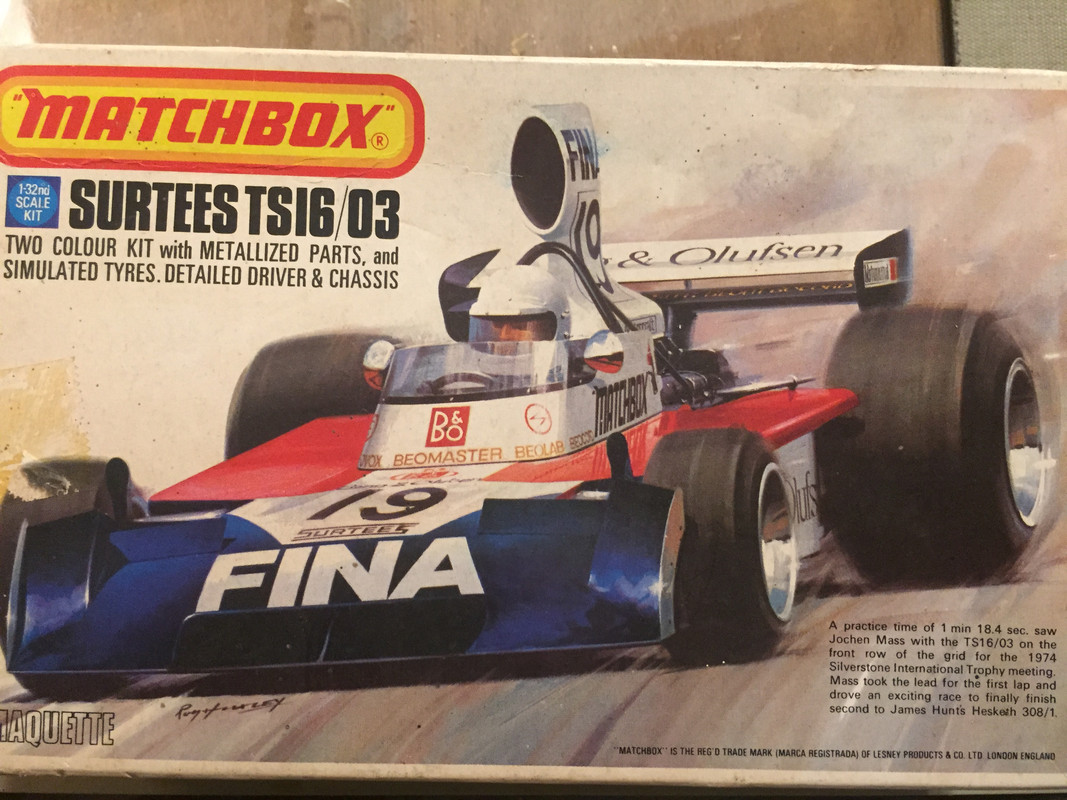 "MATCHBOX"®
1·32nd
SCALE
KIT
SURTEES TS16/03
TWO COLOUR KIT with METALLIZED PARTS, and
SIMULATED TYRES. DETAILED DRIVER & CHASSIS
FINA
19
& Olufsen
MATCHBOX
B&O
VOX BEOMASTER BEOLAB
19
SURTEES
FINA
Olufs
A practice time of 1 min 18.4 sec. saw
Jochen Mass with the TS16/03 on the
front row of the grid for the 1974
Silverstone International Trophy meeting.
Mass took the lead for the first lap and
drove an exciting race to finally finish
second to James Hunt's Hesketh 308/1.
MAQUETTE
"MATCHBOX" IS THE REG'D TRADE MARK (MARCA REGISTRADA) OF LESNEY PRODUCTS & CO. LTD. LONDON ENGLAND